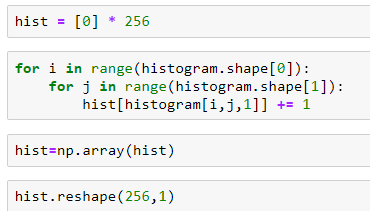 hist = [0] * 256
for i in range(histogram.shape[0]):
    for j in range(histogram.shape[1]):
        hist[histogram[i,j,1]] += 1
hist=np.array(hist)
hist.reshape(256,1)